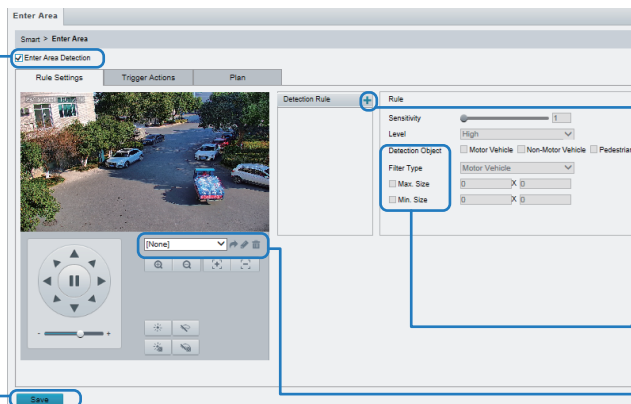 Enter Area
Smart > Enter Area
Enter Area Detection
Rule Settings
Trigger Actions
Plan
Detection Rule
Rule
Sensitivity
1
Level
High
Detection Object
Motor Vehicle
Non-Motor Vehicle
Pedestrian
Filter Type
Motor Vehicle
Max. Size
0 X 0
Min. Size
0 X 0
[None]
- +
Save